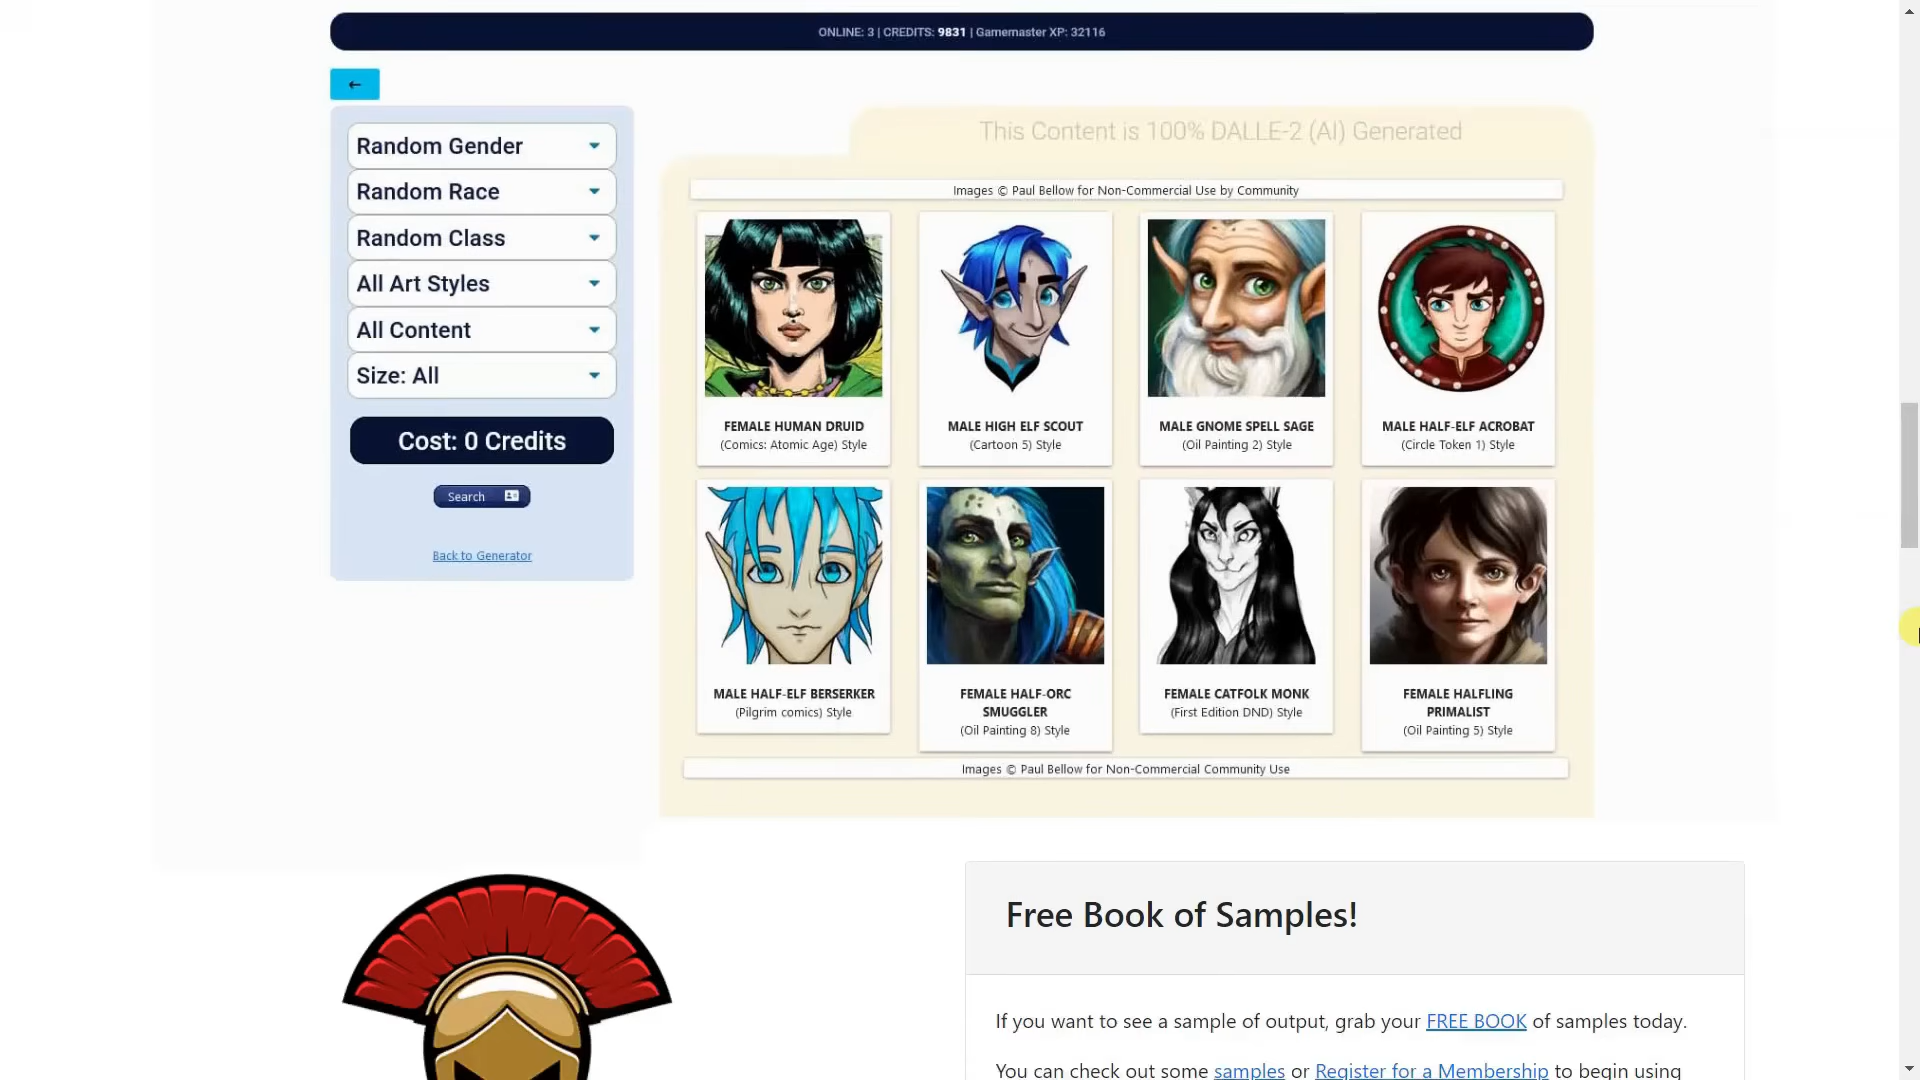 ONLINE: 3 | CREDITS: 9831 | Gamemaster XP: 32116
←
Random Gender
Random Race
Random Class
All Art Styles
All Content
Size: All
Cost: 0 Credits
Search
Back to Generator
This Content is 100% DALLE-2 (AI) Generated
Images © Paul Bellow for Non-Commercial Use by Community
FEMALE HUMAN DRUID
(Comics: Atomic Age) Style
MALE HIGH ELF SCOUT
(Cartoon 5) Style
MALE GNOME SPELL SAGE
(Oil Painting 2) Style
MALE HALF-ELF ACROBAT
(Circle Token 1) Style
MALE HALF-ELF BERSERKER
(Pilgrim comics) Style
FEMALE HALF-ORC
SMUGGLER
(Oil Painting 8) Style
FEMALE CATFOLK MONK
(First Edition DND) Style
FEMALE HALFLING
PRIMALIST
(Oil Painting 5) Style
Images © Paul Bellow for Non-Commercial Community Use
Free Book of Samples!
If you want to see a sample of output, grab your FREE BOOK of samples today.
You can check out some samples or Register for a Membership to begin using